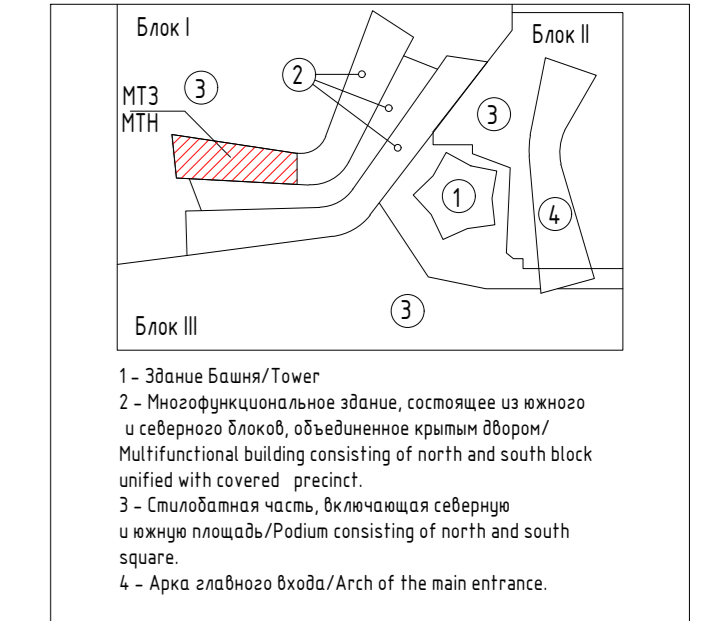 Блок I
Блок II
2
3
МТЗ
МТН
3
1
4
3
Блок III
1 - Здание Башня/Tower
2 - Многофункциональное здание, состоящее из южного
и северного блоков, объединенное крытым двором/
Multifunctional building consisting of north and south block
unified with covered precinct.
3 - Стилобатная часть, включающая северную
и южную площадь/Podium consisting of north and south
square.
4 - Арка главного входа/Arch of the main entrance.